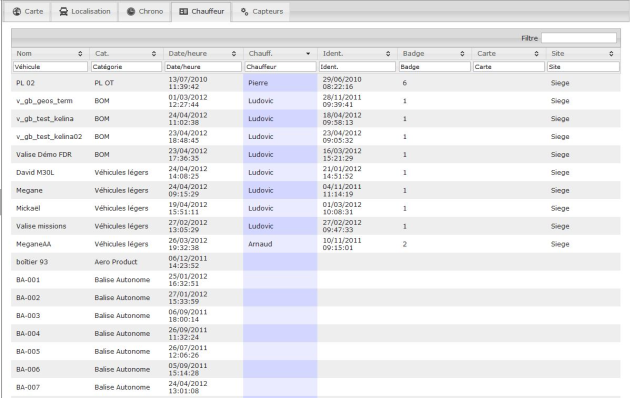 Carte Localisation Chrono Chauffeur Capteurs
Filtre
Nom Cat. Date/heure Chauff. Ident. Badge Carte Site
Véhicule Catégorie Date/heure Chauffeur Ident. Badge Carte Site
PL 02 PL OT 13/07/2010 11:39:42 Pierre 29/06/2010 08:22:16 6 Siege
v_gb_geos_term BOM 01/03/2012 12:27:44 Ludovic 28/11/2011 09:39:41 1 Siege
v_gb_test_kelina BOM 24/04/2012 11:02:38 Ludovic 18/04/2012 09:58:13 1 Siege
v_gb_test_kelina02 BOM 23/04/2012 18:48:45 Ludovic 23/04/2012 09:05:32 1 Siege
Valise Démo FDR BOM 23/04/2012 17:36:35 Ludovic 16/03/2012 15:21:29 1 Siege
David M30L Véhicules légers 24/04/2012 14:08:25 Ludovic 21/01/2012 14:51:52 1 Siege
Megane Véhicules légers 24/04/2012 09:15:29 Ludovic 04/11/2011 11:14:19 1 Siege
Mickaël Véhicules légers 19/04/2012 15:51:11 Ludovic 01/03/2012 10:08:31 1 Siege
Valise missions Véhicules légers 27/02/2012 13:05:29 Ludovic 27/02/2012 09:47:33 1 Siege
MeganeAA Véhicules légers 26/03/2012 19:32:38 Arnaud 10/11/2011 09:15:01 2 Siege
boîtier 93 Aero Product 06/12/2011 14:23:52
BA-001 Balise Autonome 25/01/2012 16:32:51
BA-002 Balise Autonome 27/01/2012 15:33:59
BA-003 Balise Autonome 06/09/2011 18:00:14
BA-004 Balise Autonome 26/09/2011 11:32:24
BA-005 Balise Autonome 26/07/2011 12:06:26
BA-006 Balise Autonome 05/09/2011 15:14:28
BA-007 Balise Autonome 24/04/2012 13:01:08